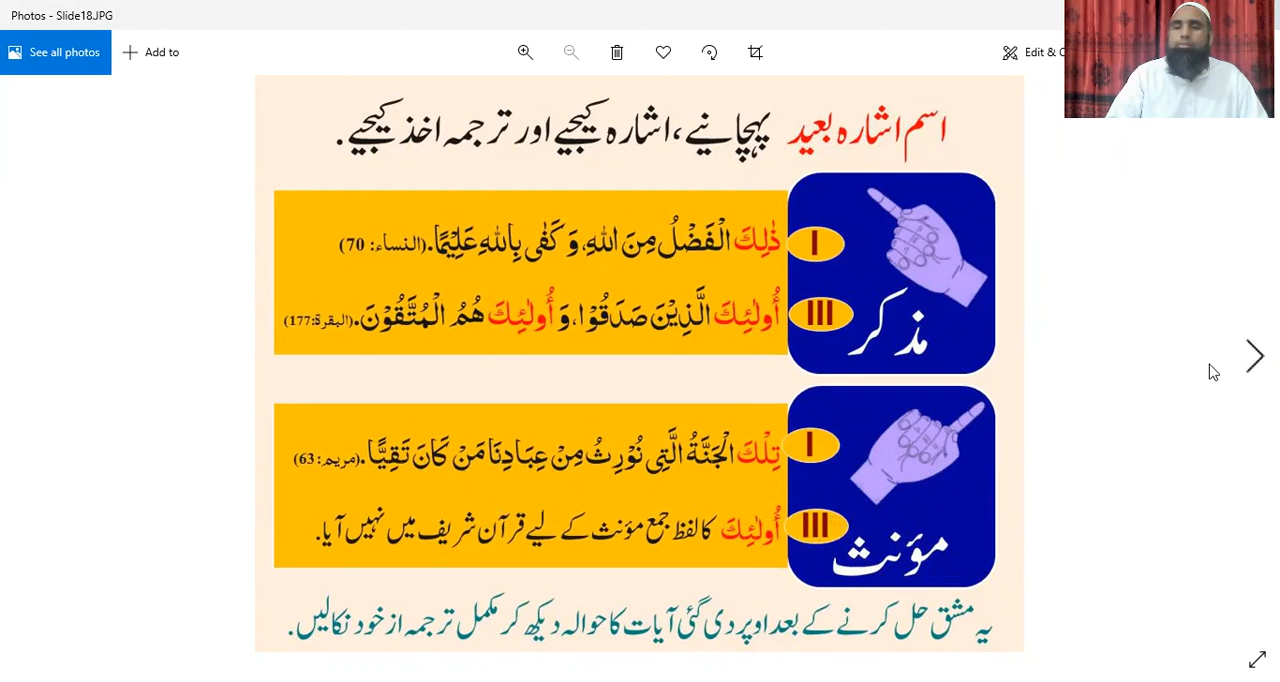 Photos - Slide18.JPG
See all photos
Add to
Edit & C
اسم اشارہ بعید پہچانیے، اشارہ کیجیے اور ترجمہ اخذ کیجیے۔
I
ذٰلِكَ الْفَضْلُ مِنَ اللّٰهِ، وَ كَفٰى بِاللّٰهِ عَلِيْمًا. (النساء: 70)
III
أُولٰئِكَ الَّذِيْنَ صَدَقُوْا، وَ أُولٰئِكَ هُمُ الْمُتَّقُوْنَ. (البقرة: 177)
مذکر
I
تِلْكَ الْجَنَّةُ الَّتِى نُوْرِثُ مِنْ عِبَادِنَا مَنْ كَانَ تَقِيًّا. (مريم: 63)
III
أُولٰئِكَ کا لفظ جمع مؤنث کے لیے قرآن شریف میں نہیں آیا۔
مؤنث
یہ مشق حل کرنے کے بعد اوپر دی گئی آیات کا حوالہ دیکھ کر مکمل ترجمہ از خود نکالیں۔